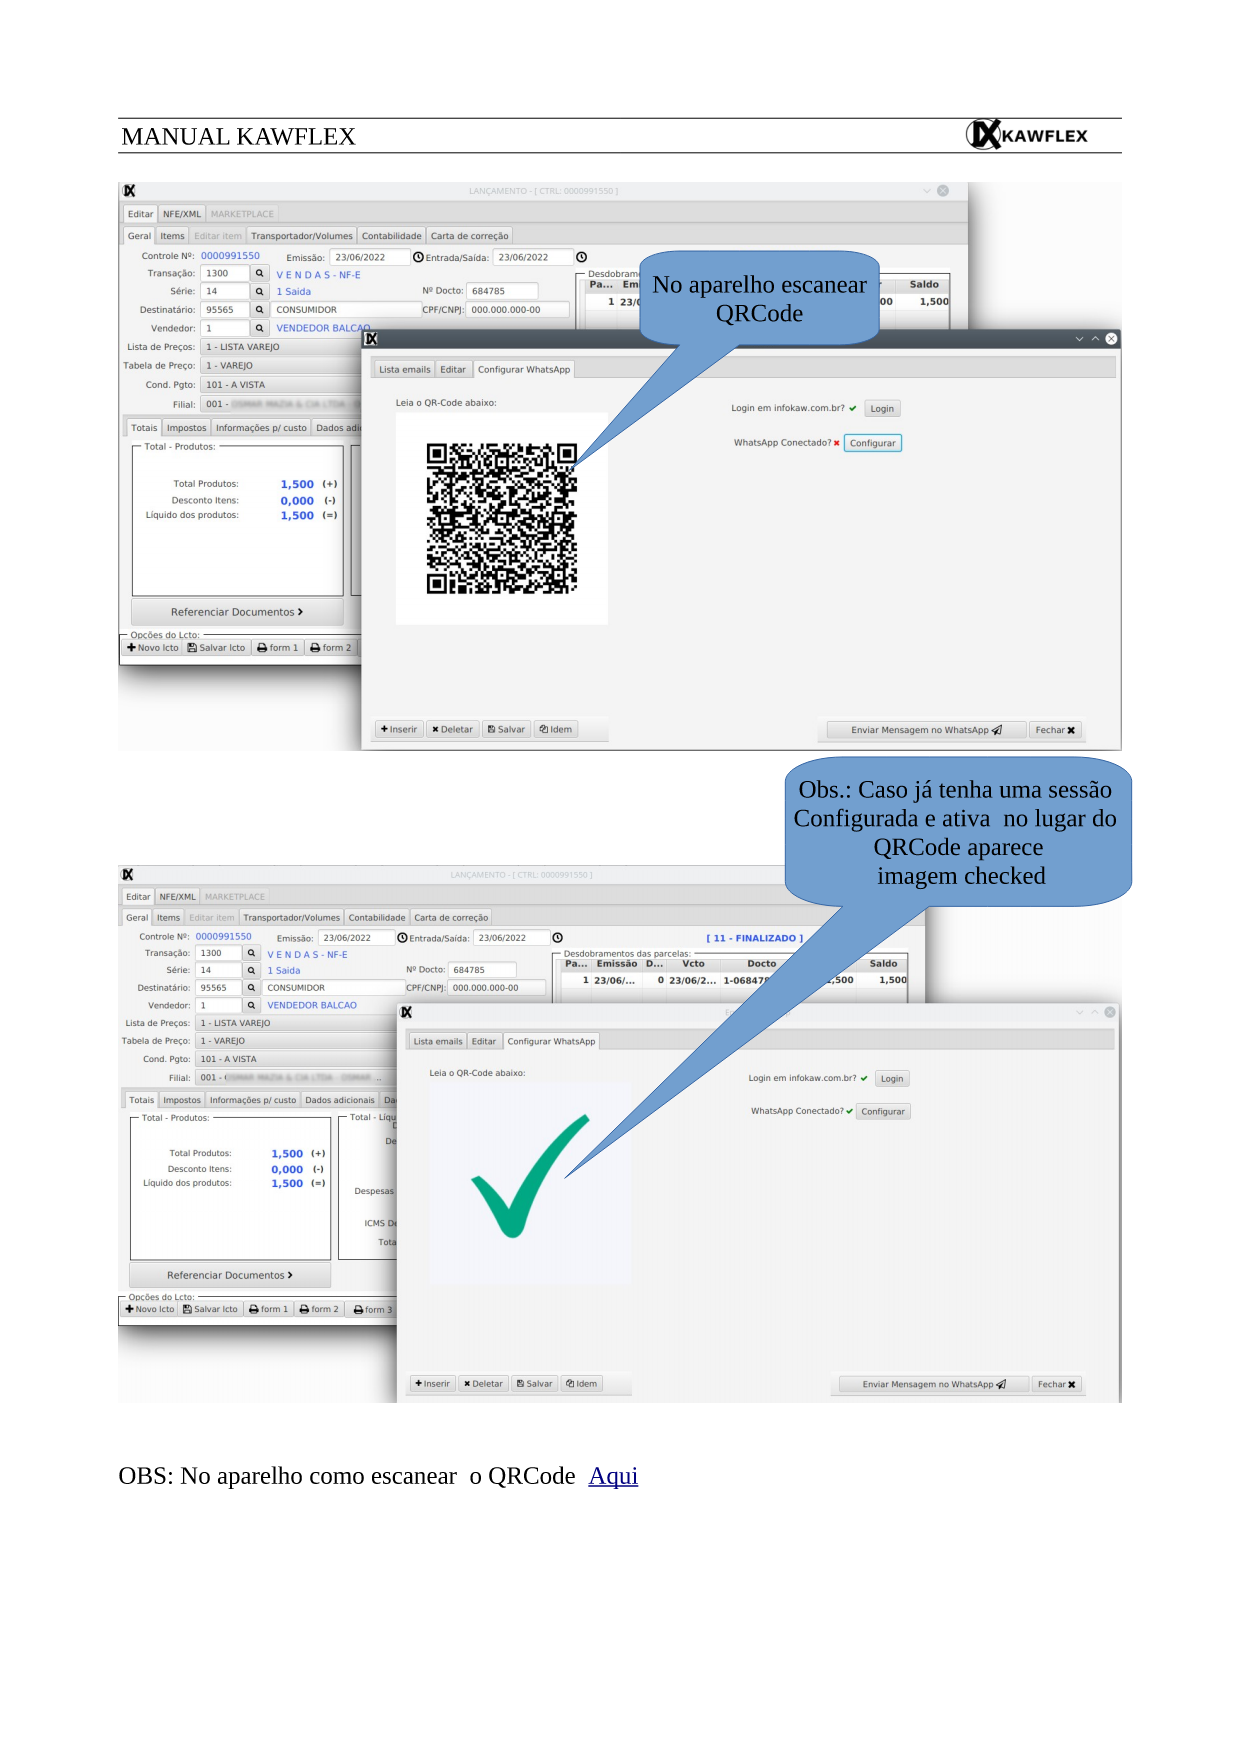 MANUAL KAWFLEX
KAWFLEX
LANÇAMENTO - [ CTRL: 0000991550 ]
Editar NFE/XML MARKETPLACE
Geral Items Editar item Transportador/Volumes Contabilidade Carta de correção
Controle Nº: 0000991550 Emissão: 23/06/2022 Entrada/Saída: 23/06/2022
Transação: 1300 V E N D A S - NF-E
Série: 14 1 Saida Nº Docto: 684785
Destinatário: 95565 CONSUMIDOR CPF/CNPJ: 000.000.000-00
Vendedor: 1 VENDEDOR BALCAO
Lista de Preços: 1 - LISTA VAREJO
Tabela de Preço: 1 - VAREJO
Cond. Pgto: 101 - A VISTA
Filial: 001 -
Desdobram
Pa... Em Saldo
1 23/0 00 1,500
No aparelho escanear
QRCode
Totais Impostos Informações p/ custo Dados adi
Total - Produtos:
Total Produtos: 1,500 (+)
Desconto Itens: 0,000 (-)
Líquido dos produtos: 1,500 (=)
Referenciar Documentos
Opções do Lcto:
Novo lcto Salvar lcto form 1 form 2
Lista emails Editar Configurar WhatsApp
Leia o QR-Code abaixo:
Login em infokaw.com.br? Login
WhatsApp Conectado? Configurar
Inserir Deletar Salvar Idem
Enviar Mensagem no WhatsApp Fechar
Obs.: Caso já tenha uma sessão
Configurada e ativa no lugar do
QRCode aparece
imagem checked
LANÇAMENTO - [ CTRL: 0000991550 ]
Editar NFE/XML MARKETPLACE
Geral Items Editar item Transportador/Volumes Contabilidade Carta de correção
Controle Nº: 0000991550 Emissão: 23/06/2022 Entrada/Saída: 23/06/2022 [ 11 - FINALIZADO ]
Transação: 1300 V E N D A S - NF-E
Série: 14 1 Saida Nº Docto: 684785
Destinatário: 95565 CONSUMIDOR CPF/CNPJ: 000.000.000-00
Vendedor: 1 VENDEDOR BALCAO
Lista de Preços: 1 - LISTA VAREJO
Tabela de Preço: 1 - VAREJO
Cond. Pgto: 101 - A VISTA
Filial: 001 -
Desdobramentos das parcelas:
Pa... Emissão D... Vcto Docto Saldo
1 23/06/... 0 23/06/2... 1-06847 ,500 1,500
Totais Impostos Informações p/ custo Dados adicionais Da
Total - Produtos:
Total Produtos: 1,500 (+)
Desconto Itens: 0,000 (-)
Líquido dos produtos: 1,500 (=)
Total - Líqu
De
Despesas
ICMS De
Tota
Referenciar Documentos
Opções do Lcto:
Novo lcto Salvar lcto form 1 form 2 form 3
Lista emails Editar Configurar WhatsApp
Leia o QR-Code abaixo:
Login em infokaw.com.br? Login
WhatsApp Conectado? Configurar
Inserir Deletar Salvar Idem
Enviar Mensagem no WhatsApp Fechar
OBS: No aparelho como escanear o QRCode Aqui